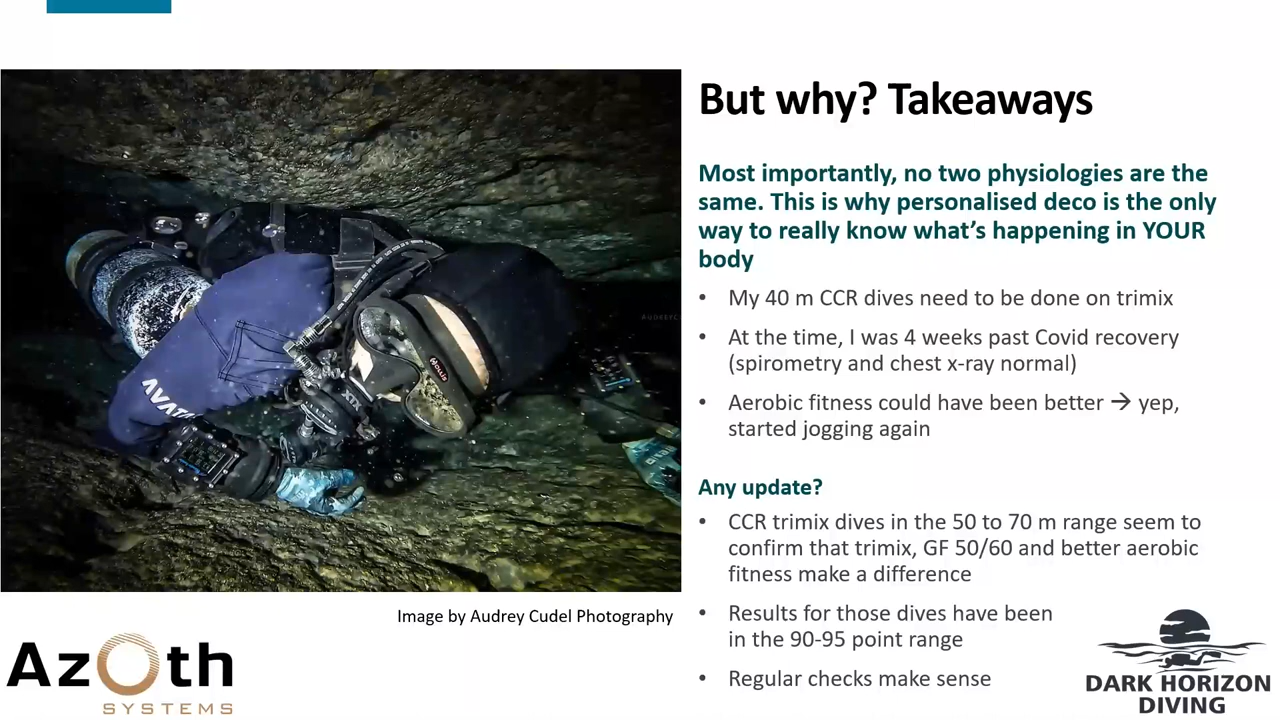 But why? Takeaways
Most importantly, no two physiologies are the
same. This is why personalised deco is the only
way to really know what's happening in YOUR
body
• My 40 m CCR dives need to be done on trimix
• At the time, I was 4 weeks past Covid recovery
(spirometry and chest x-ray normal)
• Aerobic fitness could have been better → yep,
started jogging again
Any update?
• CCR trimix dives in the 50 to 70 m range seem to
confirm that trimix, GF 50/60 and better aerobic
fitness make a difference
• Results for those dives have been
in the 90-95 point range
• Regular checks make sense
Image by Audrey Cudel Photography
AzOth
SYSTEMS
DARK HORIZON
DIVING